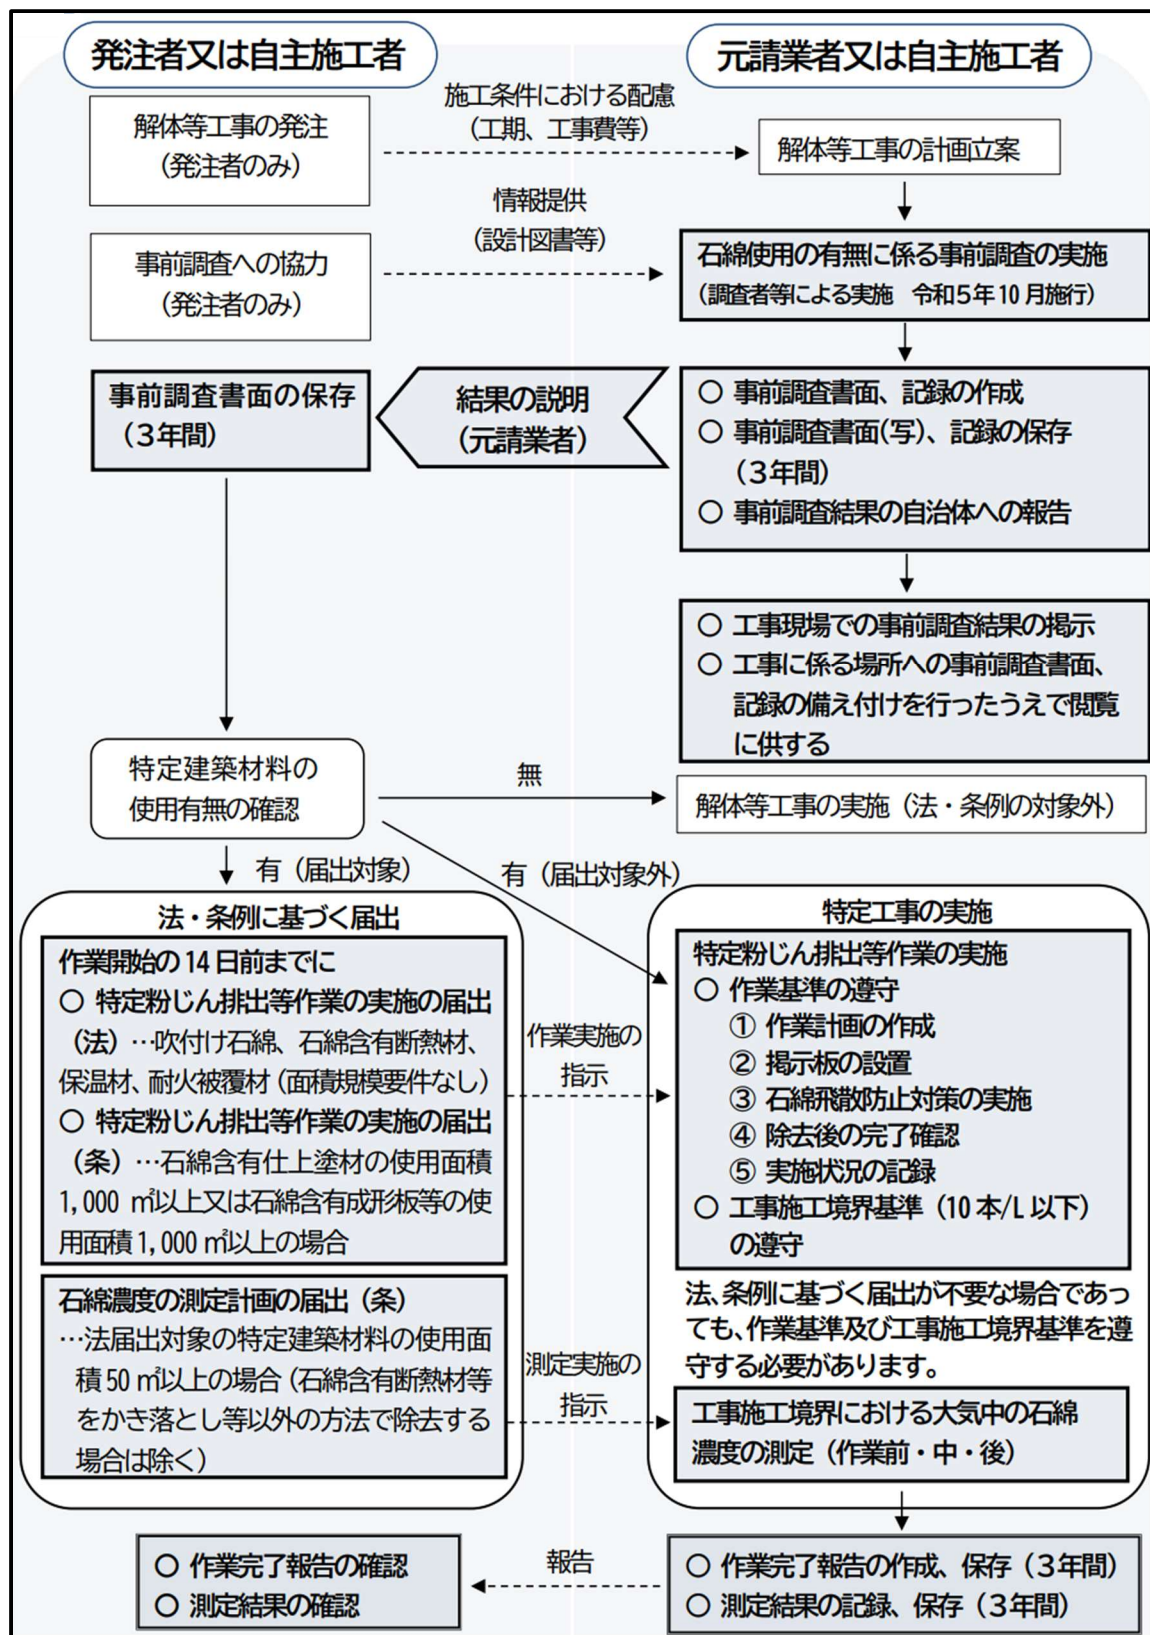 発注者又は自主施工者
元請業者又は自主施工者
解体等工事の発注
(発注者のみ)
施工条件における配慮
(工期、工事費等)
解体等工事の計画立案
事前調査への協力
(発注者のみ)
情報提供
(設計図書等)
石綿使用の有無に係る事前調査の実施
(調査者等による実施　令和5年10月施行)
事前調査書面の保存
(3年間)
結果の説明
(元請業者)
○ 事前調査書面、記録の作成
○ 事前調査書面(写)、記録の保存
(3年間)
○ 事前調査結果の自治体への報告
○ 工事現場での事前調査結果の掲示
○ 工事に係る場所への事前調査書面、
記録の備え付けを行ったうえで閲覧
に供する
特定建築材料の
使用有無の確認
無
解体等工事の実施(法・条例の対象外)
有(届出対象)
有(届出対象外)
法・条例に基づく届出
作業開始の14日前までに
○ 特定粉じん排出等作業の実施の届出
(法)…吹付け石綿、石綿含有断熱材、
保温材、耐火被覆材(面積規模要件なし)
○ 特定粉じん排出等作業の実施の届出
(条)…石綿含有仕上塗材の使用面積
1,000 ㎡以上又は石綿含有成形板等の使
用面積1,000㎡以上の場合
石綿濃度の測定計画の届出(条)
…法届出対象の特定建築材料の使用面
積50㎡以上の場合(石綿含有断熱材等
をかき落とし等以外の方法で除去する
場合は除く)
作業実施の
指示
測定実施の
指示
特定工事の実施
特定粉じん排出等作業の実施
○ 作業基準の遵守
① 作業計画の作成
② 掲示板の設置
③ 石綿飛散防止対策の実施
④ 除去後の完了確認
⑤ 実施状況の記録
○ 工事施工境界基準(10本/L以下)
の遵守
法、条例に基づく届出が不要な場合であっ
ても、作業基準及び工事施工境界基準を遵
守する必要があります。
工事施工境界における大気中の石綿
濃度の測定(作業前・中・後)
○ 作業完了報告の確認
○ 測定結果の確認
報告
○ 作業完了報告の作成、保存(3年間)
○ 測定結果の記録、保存(3年間)